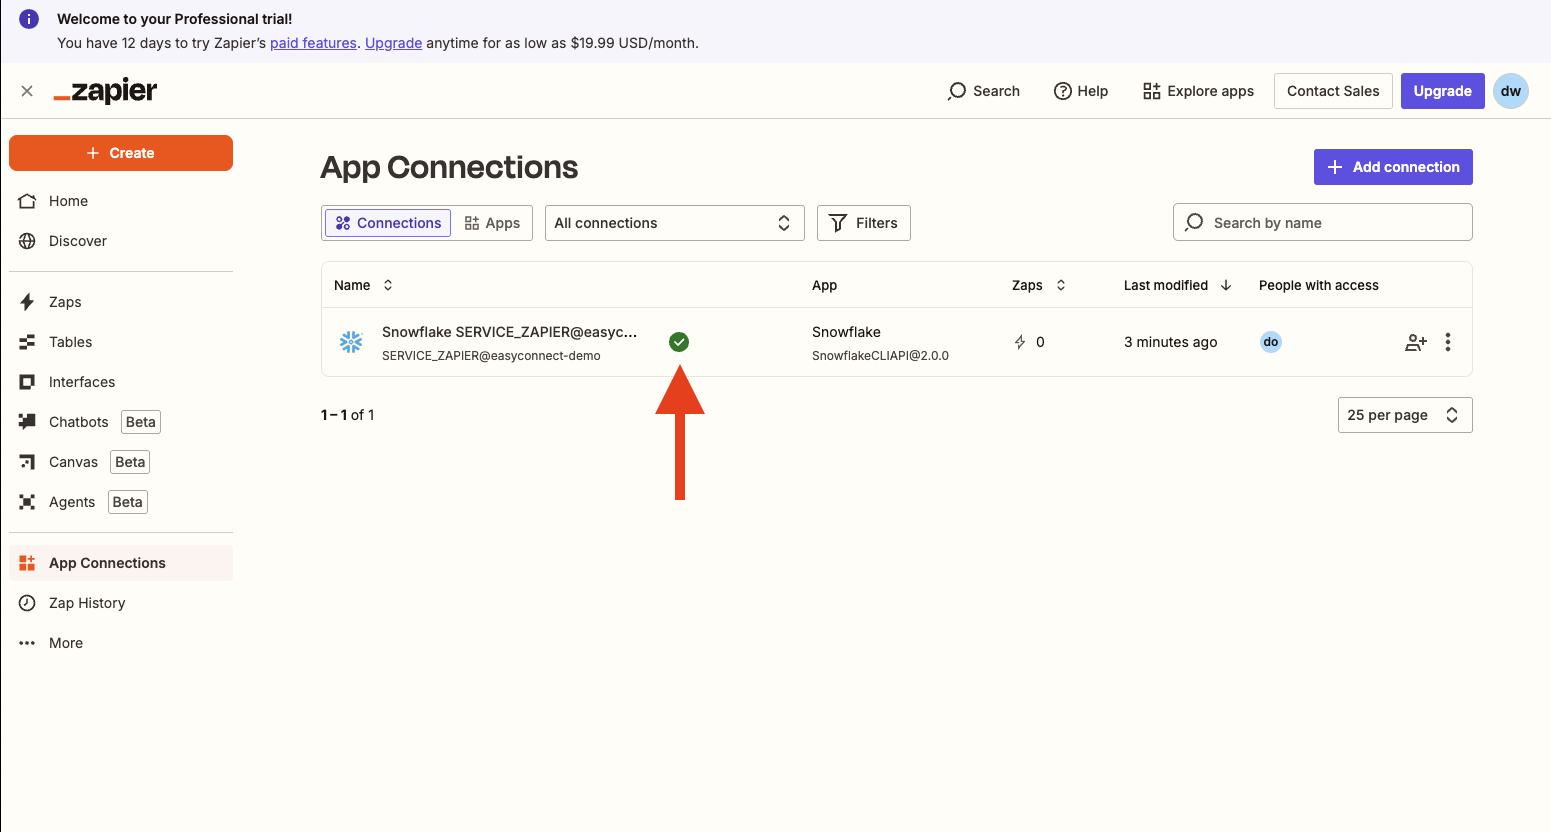 Welcome to your Professional trial!
You have 12 days to try Zapier's paid features. Upgrade anytime for as low as $19.99 USD/month.
zapier
Search
Help
Explore apps
Contact Sales
Upgrade
dw
Create
Home
Discover
Zaps
Tables
Interfaces
Chatbots Beta
Canvas Beta
Agents Beta
App Connections
Zap History
More
App Connections
Add connection
Connections
Apps
All connections
Filters
Search by name
Name App Zaps Last modified People with access
Snowflake SERVICE_ZAPIER@easyc... Snowflake
SERVICE_ZAPIER@easyconnect-demo SnowflakeCLIAPI@2.0.0
0 3 minutes ago do
1 – 1 of 1
25 per page